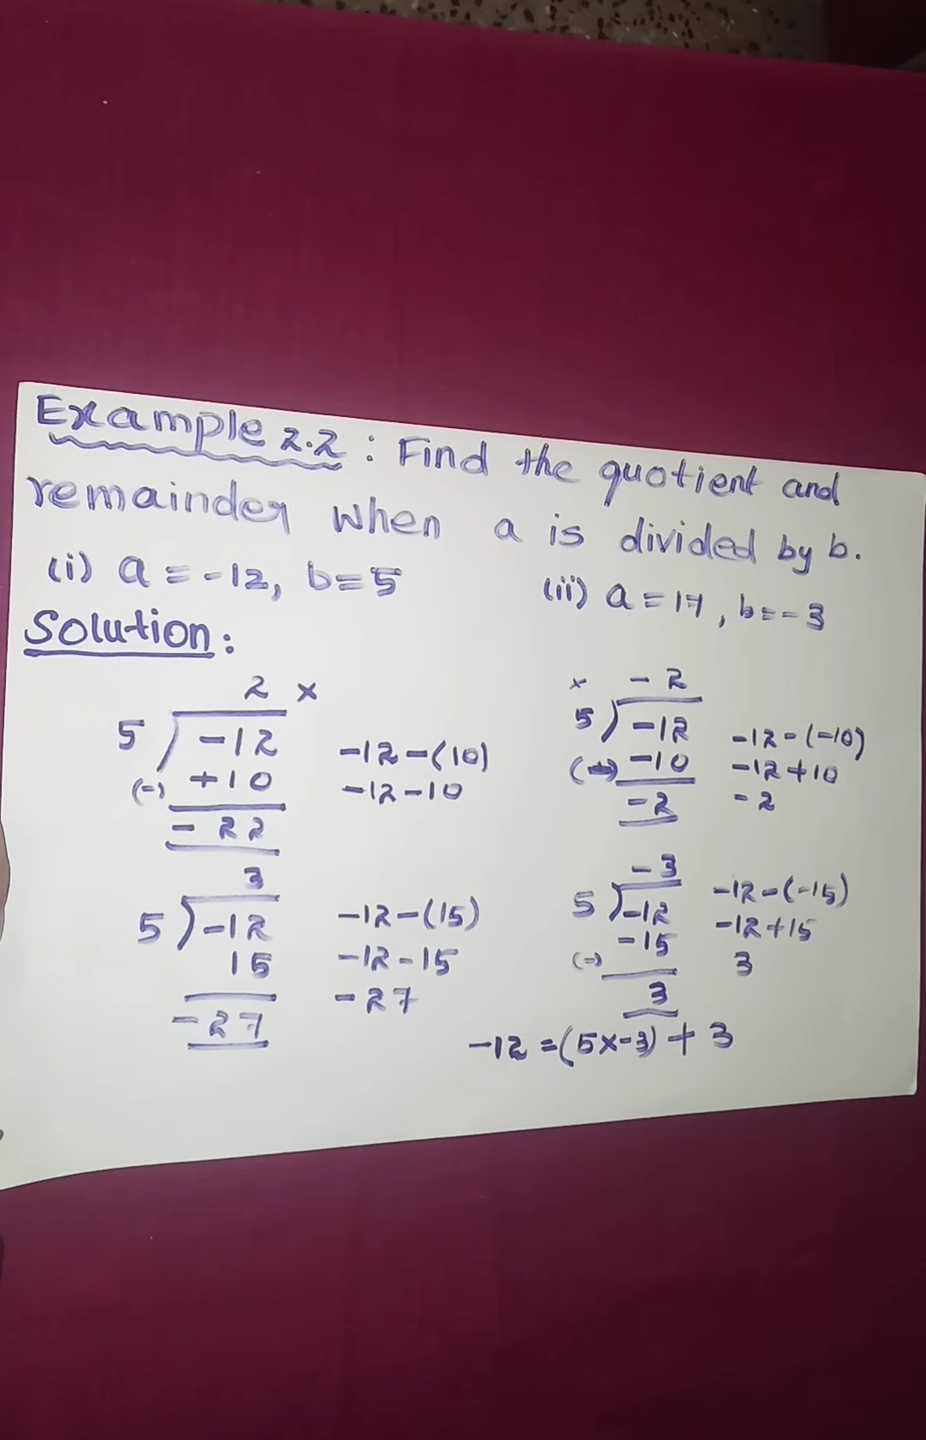 Example 2.2 : Find the quotient and
remainder when a is divided by b.
(i) a = -12, b=5
(ii) a = 17, b=-3
Solution:
2 x
5 ) -12
(-) +10
-22
-12-(10)
-12-10
x -2
5 ) -12
-10
-2
-12-(-10)
-12+10
-2
3
5 ) -12
15
-27
-12-(15)
-12-15
-27
-3
5 ) -12
-15
(-)
3
-12-(-15)
-12+15
3
-12 =(5x-3)+3